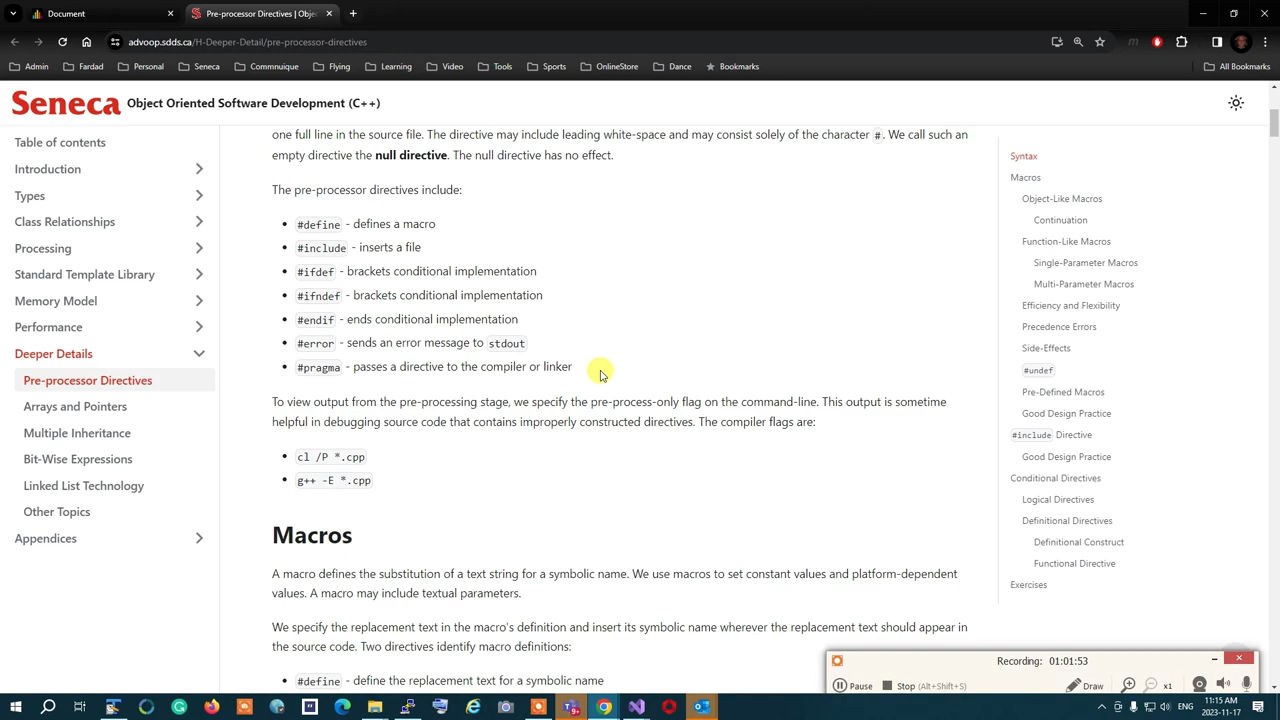 Document
Pre-processor Directives | Obje
advoop.sdds.ca/H-Deeper-Detail/pre-processor-directives
Admin
Fardad
Personal
Seneca
Commnuique
Flying
Learning
Video
Tools
Sports
OnlineStore
Dance
Bookmarks
All Bookmarks
Seneca
Object Oriented Software Development (C++)
Table of contents
Introduction
Types
Class Relationships
Processing
Standard Template Library
Memory Model
Performance
Deeper Details
Pre-processor Directives
Arrays and Pointers
Multiple Inheritance
Bit-Wise Expressions
Linked List Technology
Other Topics
Appendices
one full line in the source file. The directive may include leading white-space and may consist solely of the character #. We call such an
empty directive the null directive. The null directive has no effect.
The pre-processor directives include:
#define - defines a macro
#include - inserts a file
#ifdef - brackets conditional implementation
#ifndef - brackets conditional implementation
#endif - ends conditional implementation
#error - sends an error message to stdout
#pragma - passes a directive to the compiler or linker
To view output from the pre-processing stage, we specify the pre-process-only flag on the command-line. This output is sometime
helpful in debugging source code that contains improperly constructed directives. The compiler flags are:
cl /P *.cpp
g++ -E *.cpp
Macros
A macro defines the substitution of a text string for a symbolic name. We use macros to set constant values and platform-dependent
values. A macro may include textual parameters.
We specify the replacement text in the macro's definition and insert its symbolic name wherever the replacement text should appear in
the source code. Two directives identify macro definitions:
#define - define the replacement text for a symbolic name
Syntax
Macros
Object-Like Macros
Continuation
Function-Like Macros
Single-Parameter Macros
Multi-Parameter Macros
Efficiency and Flexibility
Precedence Errors
Side-Effects
#undef
Pre-Defined Macros
Good Design Practice
#include Directive
Good Design Practice
Conditional Directives
Logical Directives
Definitional Directives
Definitional Construct
Functional Directive
Exercises
Recording: 01:01:53
Pause
Stop (Alt+Shift+S)
Draw
x1
ENG
11:15 AM
2023-11-17